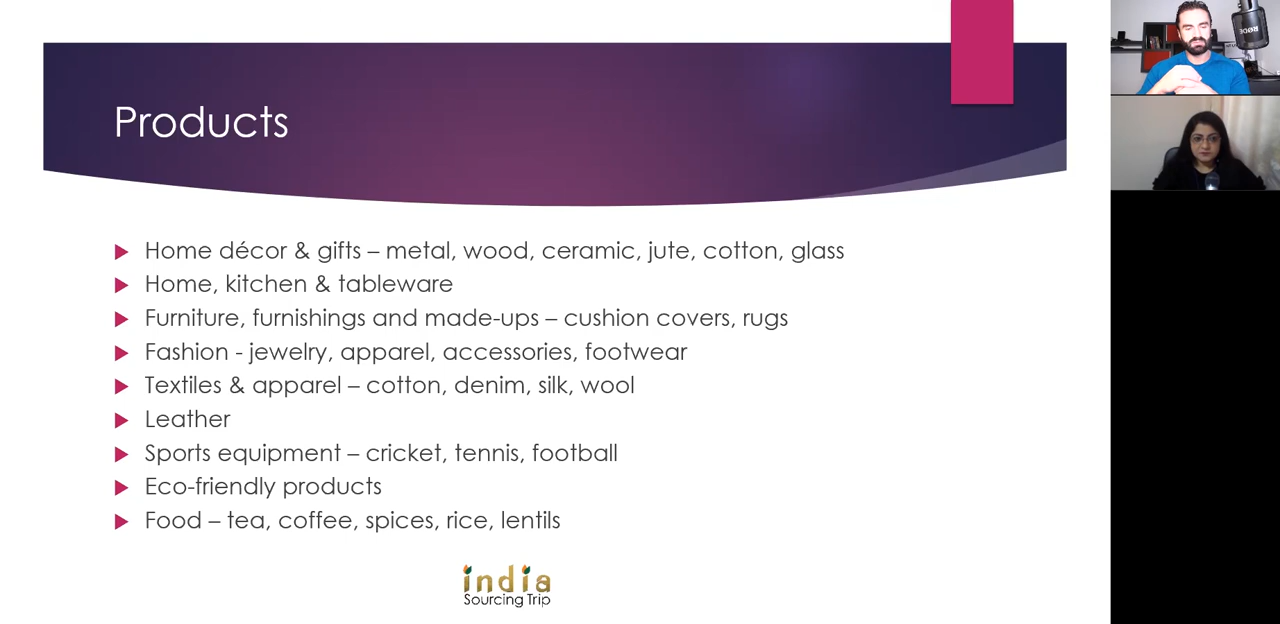 Products
Home décor & gifts – metal, wood, ceramic, jute, cotton, glass
Home, kitchen & tableware
Furniture, furnishings and made-ups – cushion covers, rugs
Fashion - jewelry, apparel, accessories, footwear
Textiles & apparel – cotton, denim, silk, wool
Leather
Sports equipment – cricket, tennis, football
Eco-friendly products
Food – tea, coffee, spices, rice, lentils
india
Sourcing Trip
RØDE